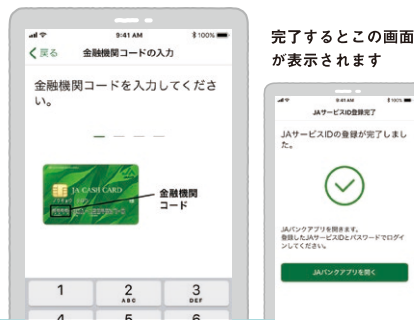 9:41 AM
100%
戻る
金融機関コードの入力
金融機関コードを入力してくださ
い。
JA CASH CARD
金融機関
コード
1
2
ABC
3
DEF
4
5
6
完了するとこの画面
が表示されます
9:41 AM
100%
JAサービスID登録完了
JAサービスIDの登録が完了しまし
た。
JAバンクアプリを開きます。
登録したJAサービスIDとパスワードでログイ
ンしてください。
JAバンクアプリを開く